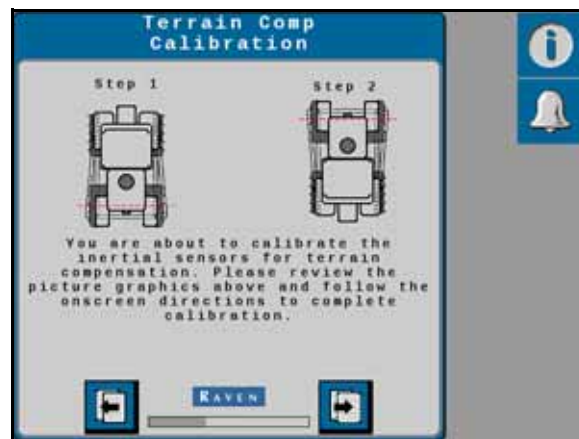 Terrain Comp
Calibration
Step 1
Step 2
You are about to calibrate the
inertial sensors for terrain
compensation. Please review the
picture graphics above and follow the
onscreen directions to complete
calibration.
RAVEN